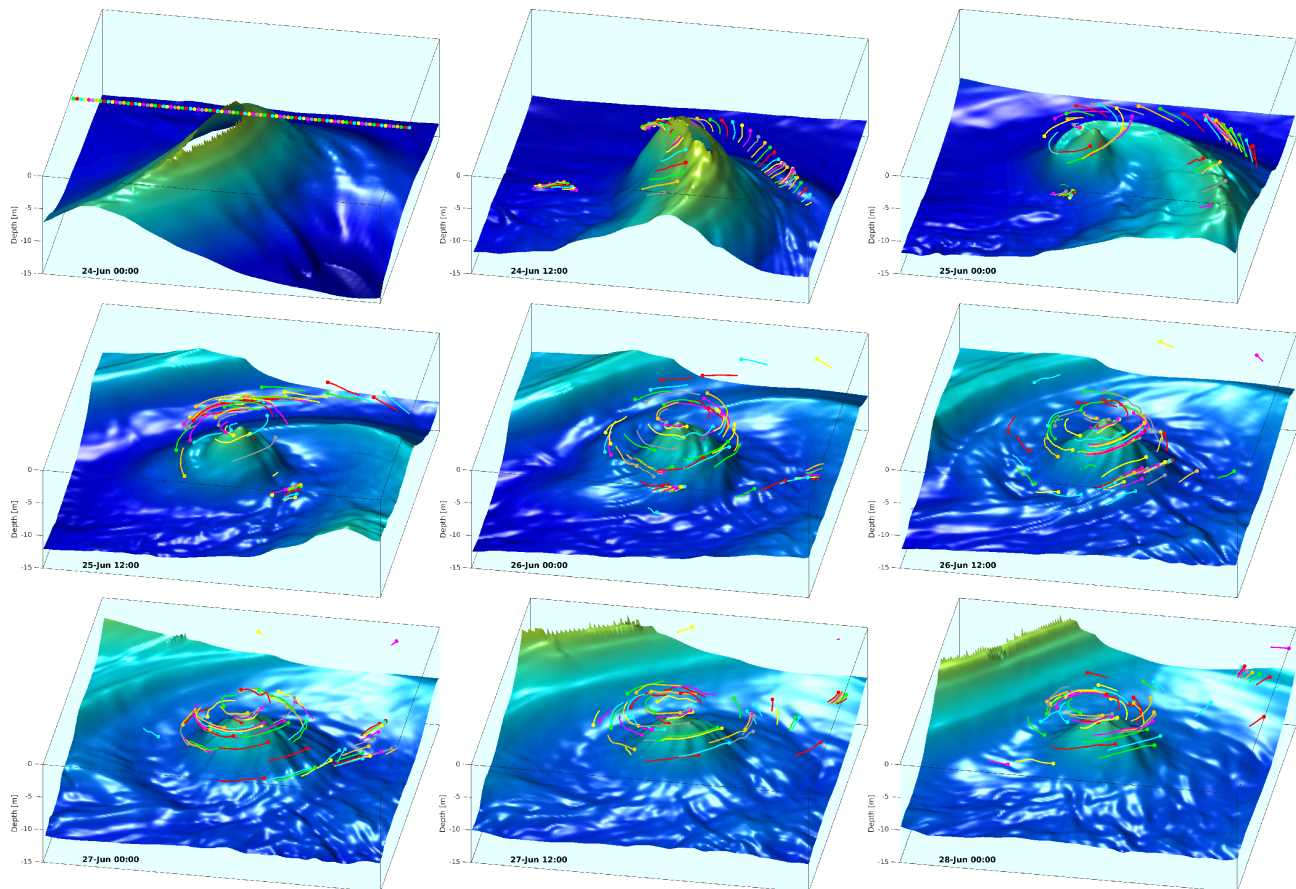 0
-5
-10
-15
Depth [m]
24-Jun 00:00
0
-5
-10
-15
Depth [m]
24-Jun 12:00
0
-5
-10
-15
Depth [m]
25-Jun 00:00
0
-5
-10
-15
Depth [m]
25-Jun 12:00
0
-5
-10
-15
Depth [m]
26-Jun 00:00
0
-5
-10
-15
Depth [m]
26-Jun 12:00
0
-5
-10
-15
Depth [m]
27-Jun 00:00
0
-5
-10
-15
Depth [m]
27-Jun 12:00
0
-5
-10
-15
Depth [m]
28-Jun 00:00